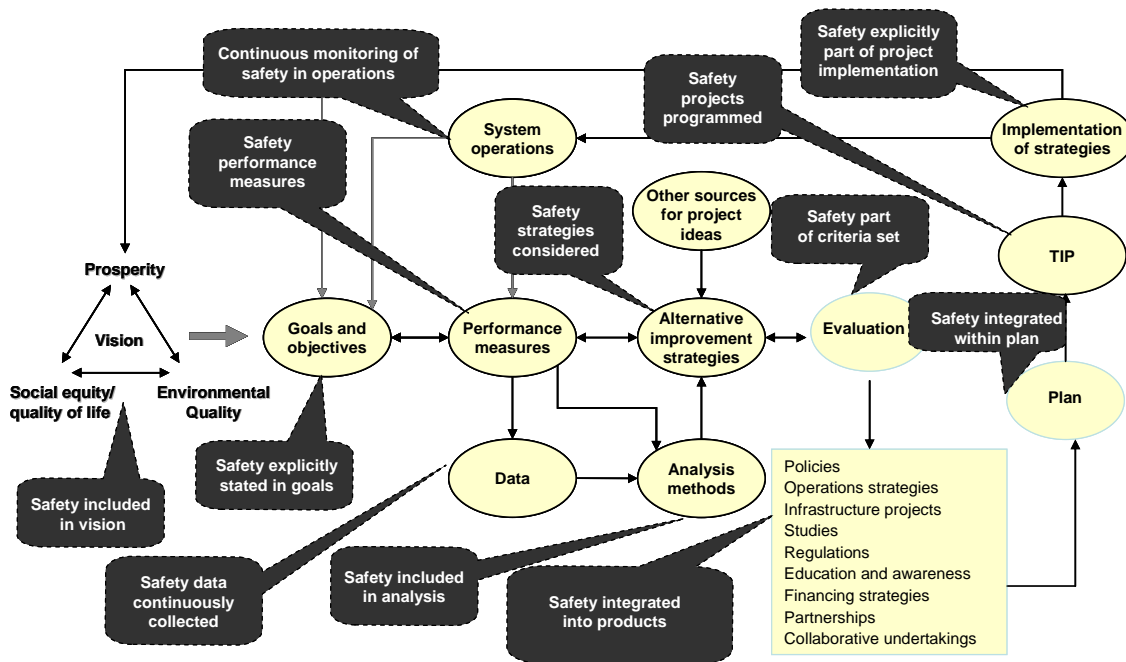 Continuous monitoring of
safety in operations
Safety
projects
programmed
Safety explicitly
part of project
implementation
Safety
performance
measures
System
operations
Implementation
of strategies
Other sources
for project
ideas
Safety
strategies
considered
Safety part
of criteria set
TIP
Prosperity
Vision
Social equity/
quality of life
Environmental
Quality
Goals and
objectives
Performance
measures
Alternative
improvement
strategies
Evaluation
Safety integrated
within plan
Plan
Safety included
in vision
Safety explicitly
stated in goals
Data
Analysis
methods
Policies
Operations strategies
Infrastructure projects
Studies
Regulations
Education and awareness
Financing strategies
Partnerships
Collaborative undertakings
Safety data
continuously
collected
Safety included
in analysis
Safety integrated
into products